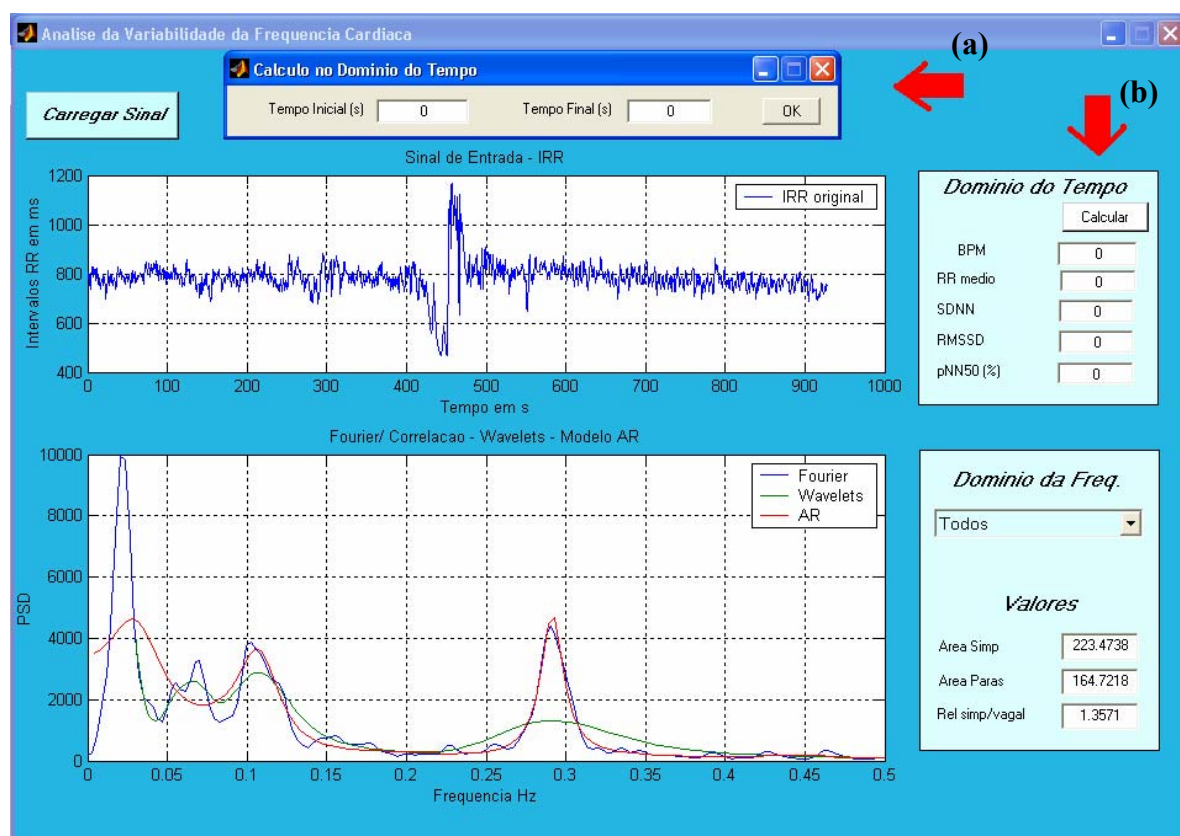 Analise da Variabilidade da Frequencia Cardiaca
(a)
(b)
Calculo no Dominio do Tempo
Tempo Inicial (s) 0 Tempo Final (s) 0 OK
Carregar Sinal
Sinal de Entrada - IRR
IRR original
Intervalos RR em ms
1200
1000
800
600
400
0 100 200 300 400 500 600 700 800 900 1000
Tempo em s
Dominio do Tempo
Calcular
BPM 0
RR medio 0
SDNN 0
RMSSD 0
pNN50 (%) 0
Fourier/ Correlacao - Wavelets - Modelo AR
Fourier
Wavelets
AR
PSD
10000
8000
6000
4000
2000
0
0 0.05 0.1 0.15 0.2 0.25 0.3 0.35 0.4 0.45 0.5
Frequencia Hz
Dominio da Freq.
Todos
Valores
Area Simp 223.4738
Area Paras 164.7218
Rel simp/vagal 1.3571